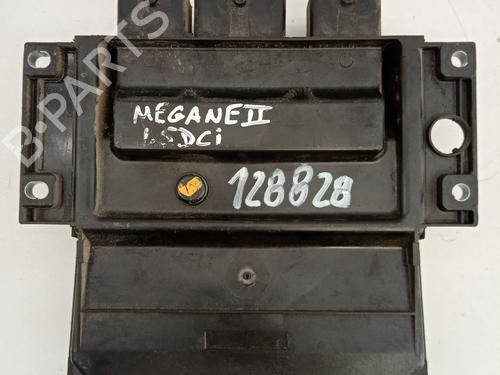 MEGANE II
1.5DCi
128828
B-PARTS